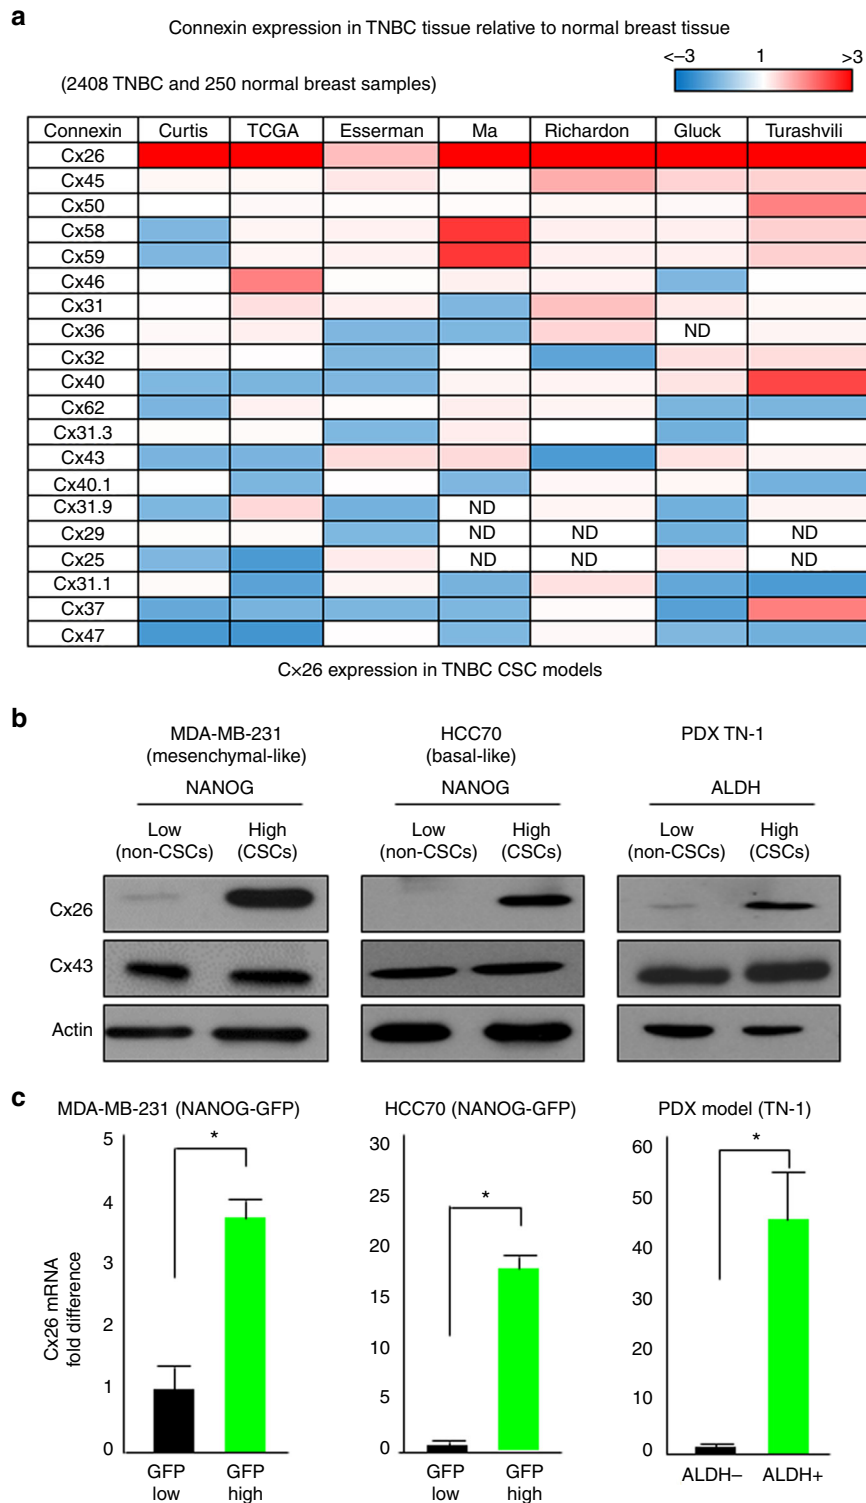 a
Connexin expression in TNBC tissue relative to normal breast tissue
<–3 1 >3
(2408 TNBC and 250 normal breast samples)
Connexin Curtis TCGA Esserman Ma Richardon Gluck Turashvili
Cx26
Cx45
Cx50
Cx58
Cx59
Cx46
Cx31
Cx36 ND
Cx32
Cx40
Cx62
Cx31.3
Cx43
Cx40.1
Cx31.9 ND
Cx29 ND ND ND
Cx25 ND ND ND
Cx31.1
Cx37
Cx47
Cx26 expression in TNBC CSC models
b
MDA-MB-231 HCC70 PDX TN-1
(mesenchymal-like) (basal-like)
NANOG NANOG ALDH
Low High Low High Low High
(non-CSCs) (CSCs) (non-CSCs) (CSCs) (non-CSCs) (CSCs)
Cx26
Cx43
Actin
c
MDA-MB-231 (NANOG-GFP) HCC70 (NANOG-GFP) PDX model (TN-1)
Cx26 mRNA
fold difference
5
4
3
2
1
0
*
GFP GFP
low high
30
25
20
15
10
5
0
*
GFP GFP
low high
60
50
40
30
20
10
0
*
ALDH– ALDH+